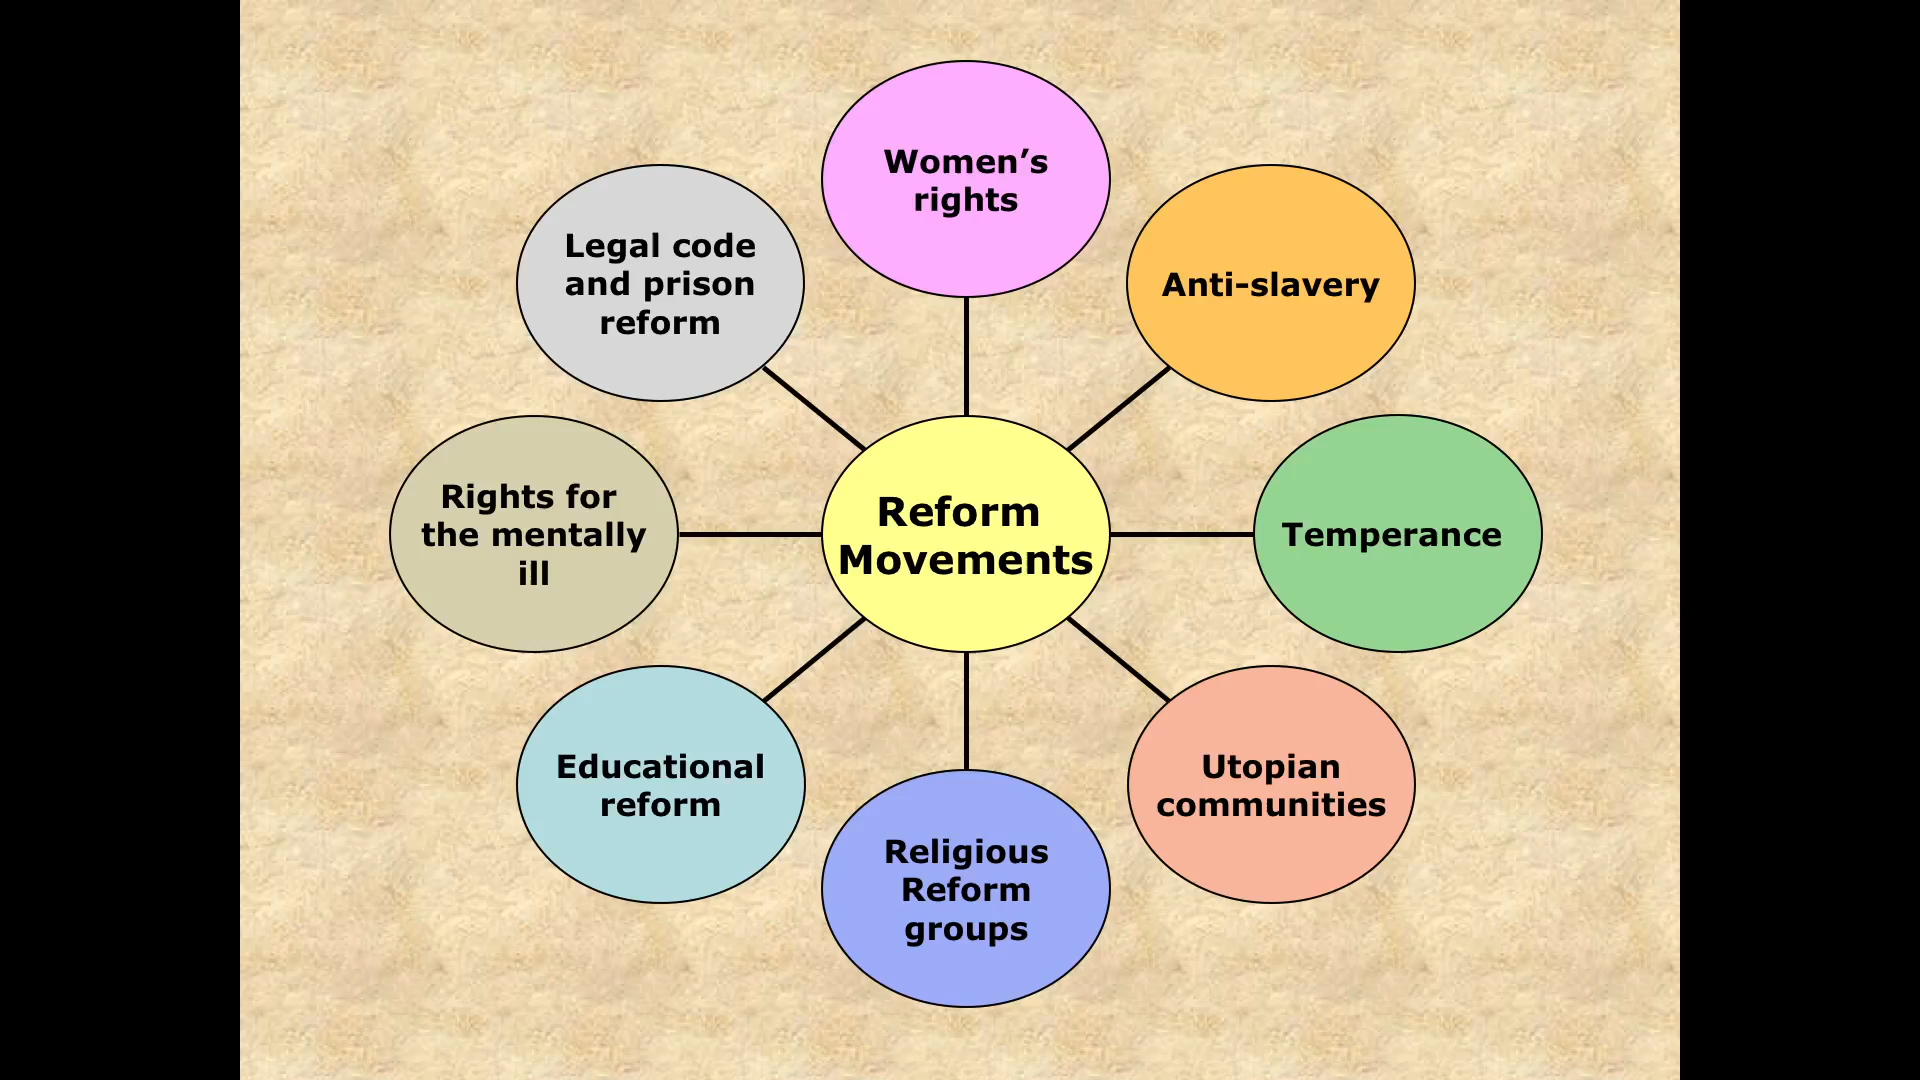 Women’s
rights
Legal code
and prison
reform
Anti-slavery
Rights for
the mentally
ill
Reform
Movements
Temperance
Educational
reform
Utopian
communities
Religious
Reform
groups